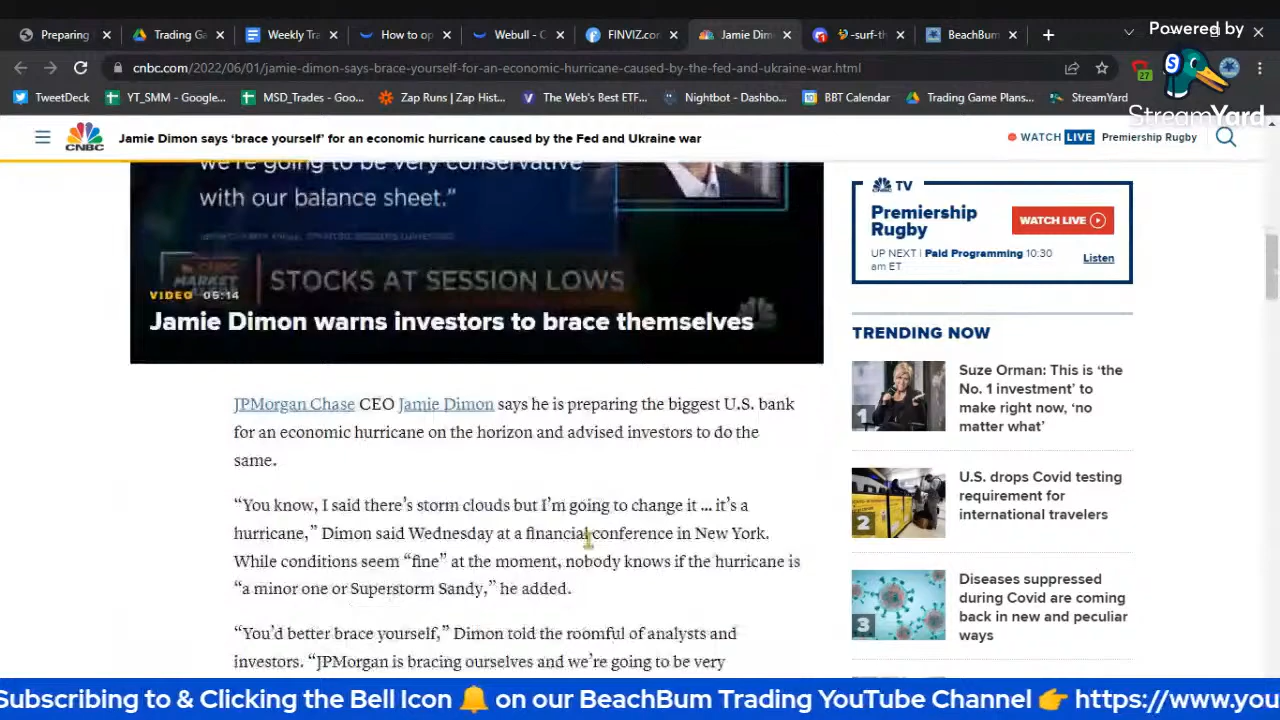 Powered by
StreamYard
Preparing
Trading Ga
Weekly Tra
How to op
Webull - C
FINVIZ.con
Jamie Dim
-surf-th
BeachBum
cnbc.com/2022/06/01/jamie-dimon-says-brace-yourself-for-an-economic-hurricane-caused-by-the-fed-and-ukraine-war.html
27
TweetDeck
YT_SMM - Google...
MSD_Trades - Goo...
Zap Runs | Zap Hist...
The Web's Best ETF...
Nightbot - Dashbo...
BBT Calendar
Trading Game Plans...
StreamYard
CNBC
Jamie Dimon says ‘brace yourself’ for an economic hurricane caused by the Fed and Ukraine war
WATCH LIVE Premiership Rugby
we’re going to be very conservative
with our balance sheet.”
MARKET
STOCKS AT SESSION LOWS
VIDEO 05:14
Jamie Dimon warns investors to brace themselves
JPMorgan Chase CEO Jamie Dimon says he is preparing the biggest U.S. bank
for an economic hurricane on the horizon and advised investors to do the
same.
“You know, I said there’s storm clouds but I’m going to change it … it’s a
hurricane,” Dimon said Wednesday at a financial conference in New York.
While conditions seem “fine” at the moment, nobody knows if the hurricane is
“a minor one or Superstorm Sandy,” he added.
“You’d better brace yourself,” Dimon told the roomful of analysts and
investors. “JPMorgan is bracing ourselves and we’re going to be very
TV
Premiership
Rugby
WATCH LIVE
UP NEXT | Paid Programming 10:30
am ET
Listen
TRENDING NOW
1
Suze Orman: This is ‘the
No. 1 investment’ to
make right now, ‘no
matter what’
2
U.S. drops Covid testing
requirement for
international travelers
3
Diseases suppressed
during Covid are coming
back in new and peculiar
ways
Subscribing to & Clicking the Bell Icon 🔔 on our BeachBum Trading YouTube Channel 👉 https://www.you